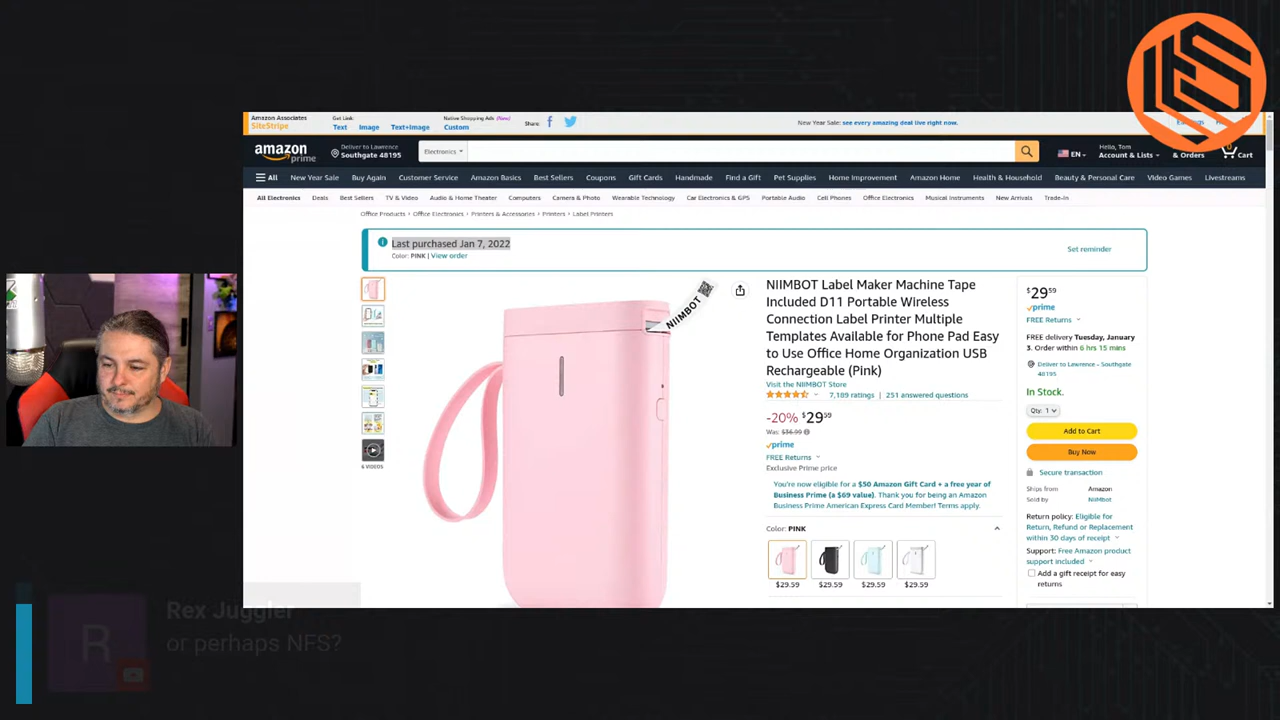 Amazon Associates
SiteStripe
Get Link:
Text
Image
Text+Image
Native Shopping Ads (New)
Custom
Share:
New Year Sale: see every amazing deal live right now.
Earnings
amazon
prime
Deliver to Lawrence
Southgate 48195
Electronics
EN
Hello, Tom
Account & Lists
& Orders
0
Cart
All
New Year Sale
Buy Again
Customer Service
Amazon Basics
Best Sellers
Coupons
Gift Cards
Handmade
Find a Gift
Pet Supplies
Home Improvement
Amazon Home
Health & Household
Beauty & Personal Care
Video Games
Livestreams
All Electronics
Deals
Best Sellers
TV & Video
Audio & Home Theater
Computers
Camera & Photo
Wearable Technology
Car Electronics & GPS
Portable Audio
Cell Phones
Office Electronics
Musical Instruments
New Arrivals
Trade-In
Office Products › Office Electronics › Printers & Accessories › Printers › Label Printers
Last purchased Jan 7, 2022
Color: PINK | View order
Set reminder
NIIMBOT
6 VIDEOS
NIIMBOT Label Maker Machine Tape
Included D11 Portable Wireless
Connection Label Printer Multiple
Templates Available for Phone Pad Easy
to Use Office Home Organization USB
Rechargeable (Pink)
Visit the NIIMBOT Store
7,189 ratings | 251 answered questions
-20% $29 59
Was: $36.99
prime
FREE Returns
Exclusive Prime price
You're now eligible for a $50 Amazon Gift Card + a free year of
Business Prime (a $69 value). Thank you for being an Amazon
Business Prime American Express Card Member! Terms apply.
Color: PINK
$29.59
$29.59
$29.59
$29.59
$29 59
prime
FREE Returns
FREE delivery Tuesday, January
3. Order within 6 hrs 15 mins
Deliver to Lawrence - Southgate
48195
In Stock.
Qty: 1
Add to Cart
Buy Now
Secure transaction
Ships from Amazon
Sold by NiiMbot
Return policy: Eligible for
Return, Refund or Replacement
within 30 days of receipt
Support: Free Amazon product
support included
Add a gift receipt for easy
returns
R
Rex Juggler
or perhaps NFS?